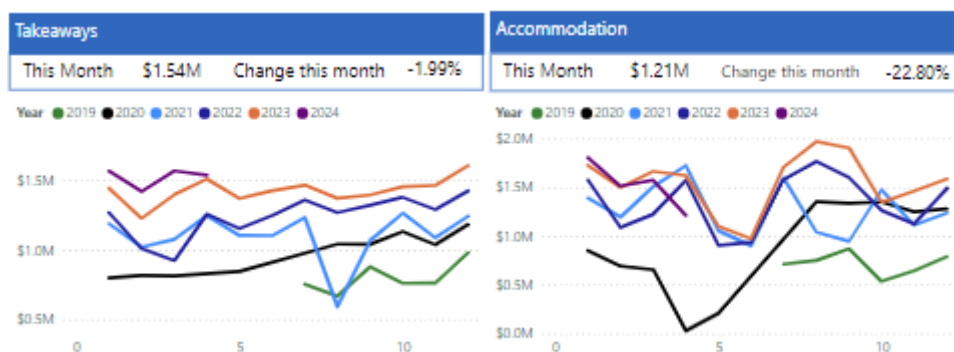 Takeaways
This Month $1.54M Change this month -1.99%
Year 2019 2020 2021 2022 2023 2024
$1.5M
$1.0M
$0.5M
0 5 10
Accommodation
This Month $1.21M Change this month -22.80%
Year 2019 2020 2021 2022 2023 2024
$2.0M
$1.5M
$1.0M
$0.5M
$0.0M
0 5 10